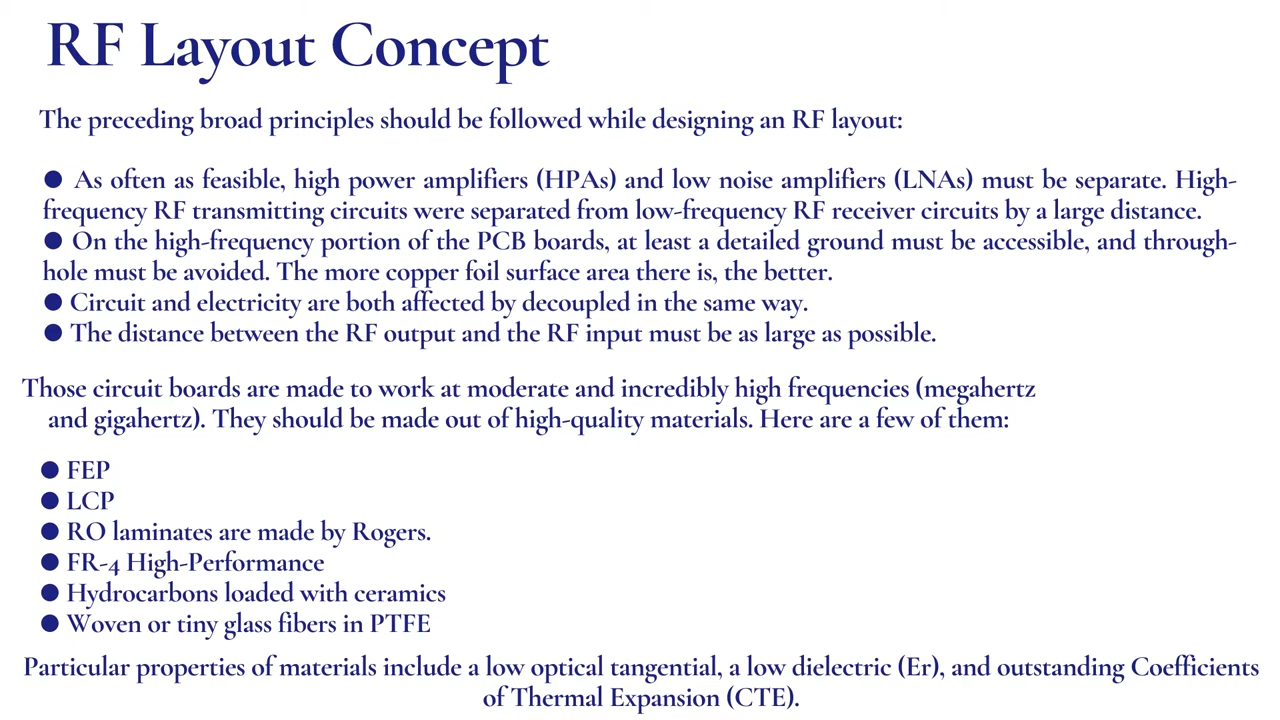 RF Layout Concept
The preceding broad principles should be followed while designing an RF layout:
● As often as feasible, high power amplifiers (HPAs) and low noise amplifiers (LNAs) must be separate. High-
frequency RF transmitting circuits were separated from low-frequency RF receiver circuits by a large distance.
● On the high-frequency portion of the PCB boards, at least a detailed ground must be accessible, and through-
hole must be avoided. The more copper foil surface area there is, the better.
● Circuit and electricity are both affected by decoupled in the same way.
● The distance between the RF output and the RF input must be as large as possible.
Those circuit boards are made to work at moderate and incredibly high frequencies (megahertz
and gigahertz). They should be made out of high-quality materials. Here are a few of them:
● FEP
● LCP
● RO laminates are made by Rogers.
● FR-4 High-Performance
● Hydrocarbons loaded with ceramics
● Woven or tiny glass fibers in PTFE
Particular properties of materials include a low optical tangential, a low dielectric (Er), and outstanding Coefficients
of Thermal Expansion (CTE).